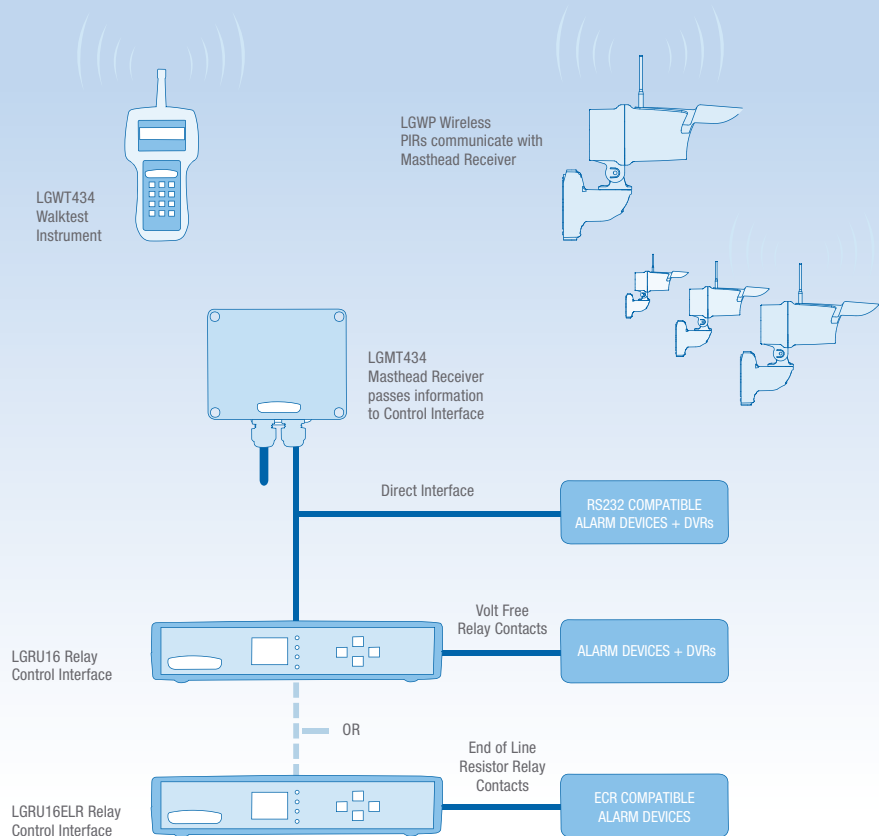 LGWT434
Walktest
Instrument
LGWP Wireless
PIRs communicate with
Masthead Receiver
LGMT434
Masthead Receiver
passes information
to Control Interface
Direct Interface
RS232 COMPATIBLE
ALARM DEVICES + DVRs
LGRU16 Relay
Control Interface
Volt Free
Relay Contacts
ALARM DEVICES + DVRs
OR
LGRU16ELR Relay
Control Interface
End of Line
Resistor Relay
Contacts
ECR COMPATIBLE
ALARM DEVICES